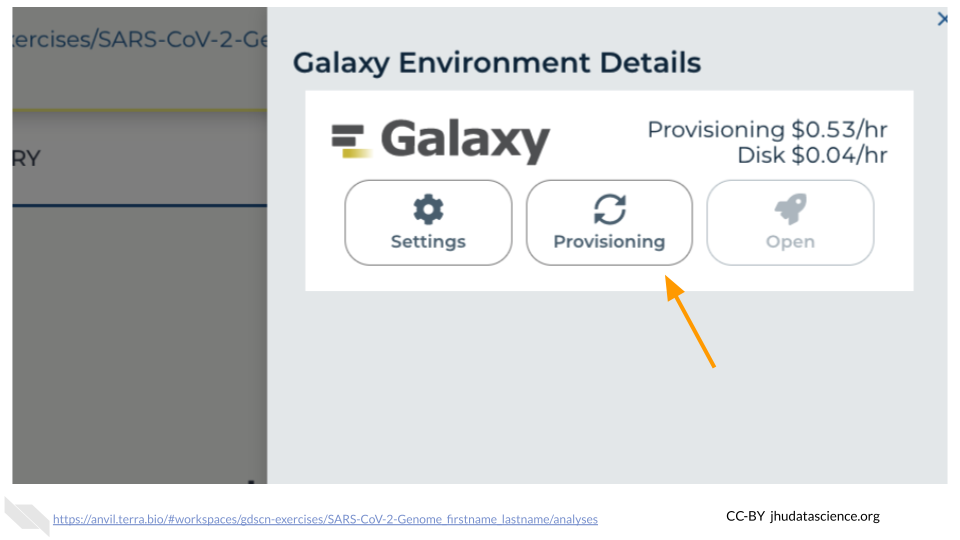 ercises/SARS-CoV-2-Ge
RY
×
Galaxy Environment Details
Galaxy
Provisioning $0.53/hr
Disk $0.04/hr
Settings
Provisioning
Open
https://anvil.terra.bio/#workspaces/gdscn-exercises/SARS-CoV-2-Genome_firstname_lastname/analyses
CC-BY jhudatascience.org